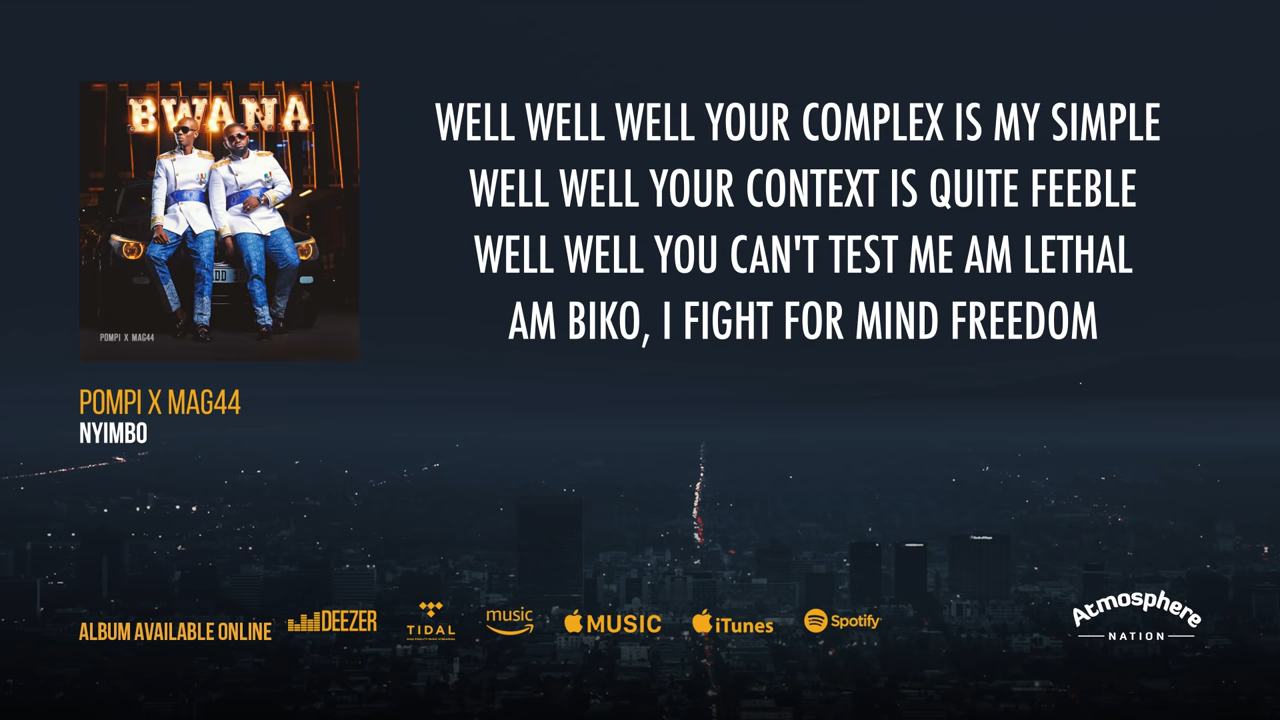 BWANA
POMPI X MAG44
WELL WELL WELL YOUR COMPLEX IS MY SIMPLE
WELL WELL YOUR CONTEXT IS QUITE FEEBLE
WELL WELL YOU CAN'T TEST ME AM LETHAL
AM BIKO, I FIGHT FOR MIND FREEDOM
POMPI X MAG44
NYIMBO
ALBUM AVAILABLE ONLINE
DEEZER
TIDAL
music
MUSIC
iTunes
Spotify
Atmosphere
NATION